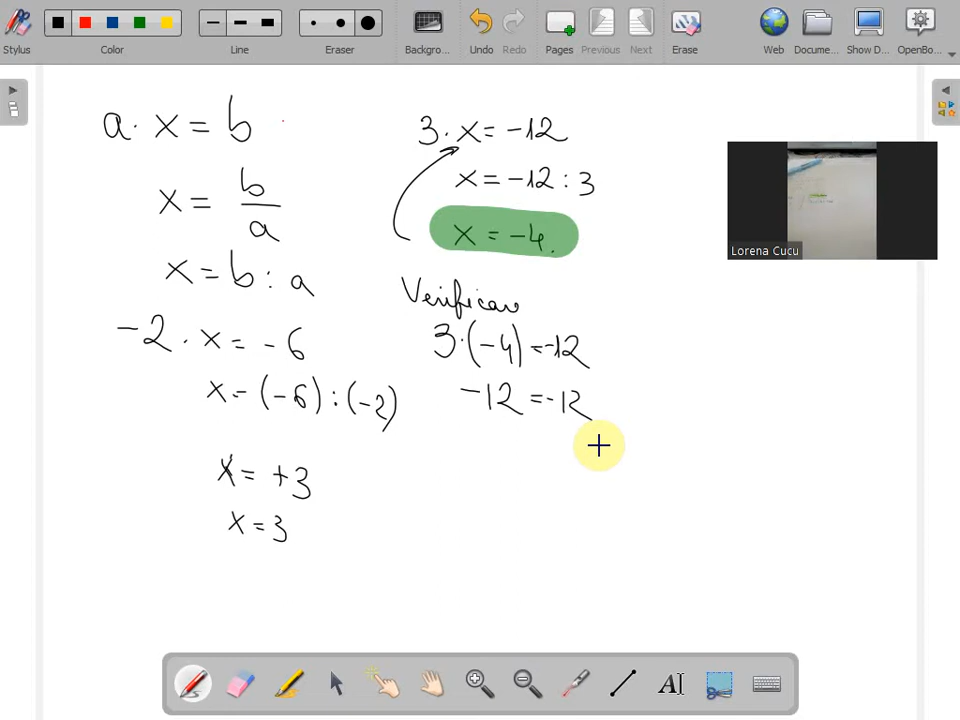 Stylus
Color
Line
Eraser
Backgro...
Undo
Redo
Pages
Previous
Next
Erase
Web
Docume...
Show D...
OpenBo...
a · x = b
x = b/a
x = b : a
-2 · x = -6
x = (-6) : (-2)
x = +3
x = 3
3 · x = -12
x = -12 : 3
x = -4.
Verificare
3 · (-4) = -12
-12 = -12
Lorena Cucu